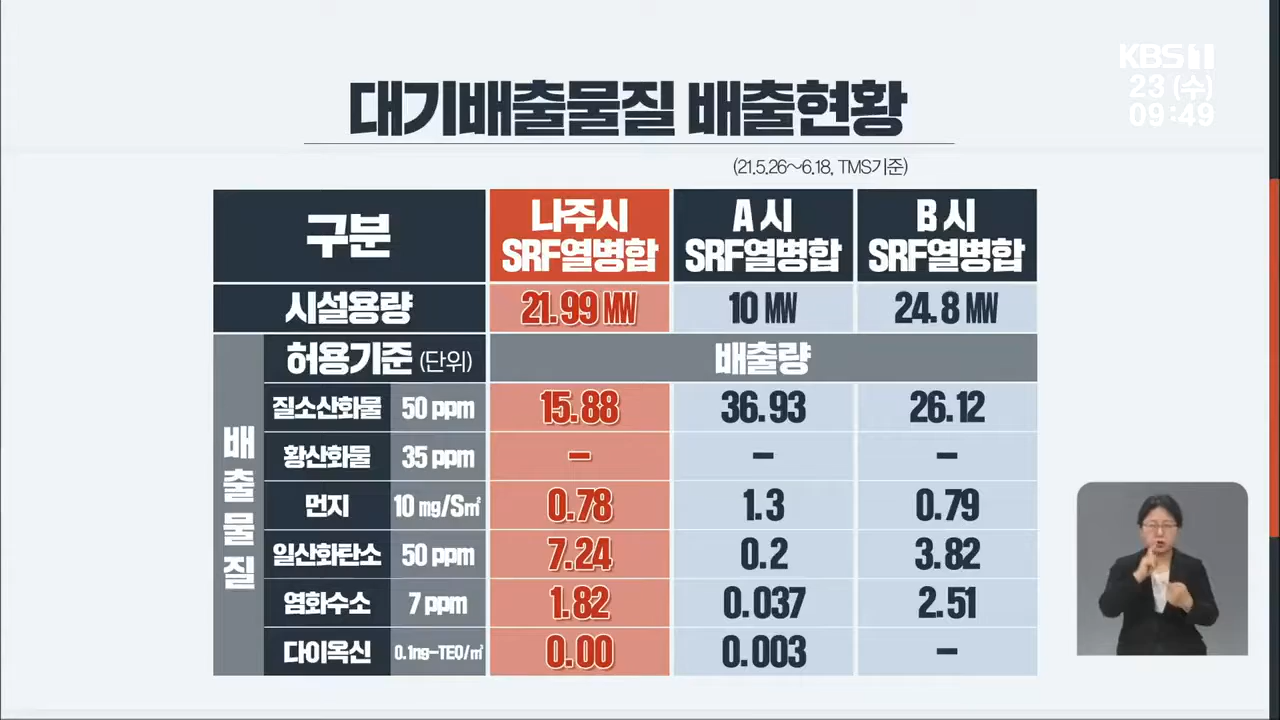 KBS 1
23 (수)
09:49
대기배출물질 배출현황
(21.5.26~6.18, TMS기준)
구분 나주시 SRF열병합 A 시 SRF열병합 B 시 SRF열병합
시설용량 21.99 ㎿ 10 ㎿ 24.8 ㎿
배출물질 허용기준 (단위) 배출량
질소산화물 50 ppm 15.88 36.93 26.12
황산화물 35 ppm – – –
먼지 10 mg/S㎥ 0.78 1.3 0.79
일산화탄소 50 ppm 7.24 0.2 3.82
염화수소 7 ppm 1.82 0.037 2.51
다이옥신 0.1ng-TEQ/㎥ 0.00 0.003 –